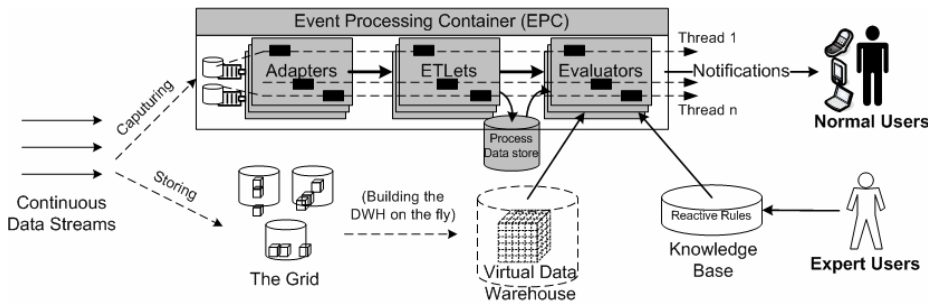 Event Processing Container (EPC)
Thread 1
Adapters
ETLets
Evaluators
Notifications
Caputuring
Thread n
Normal Users
Process
Data store
Storing
(Building the
DWH on the fly)
Continuous
Data Streams
Reactive Rules
The Grid
Virtual Data
Warehouse
Knowledge
Base
Expert Users